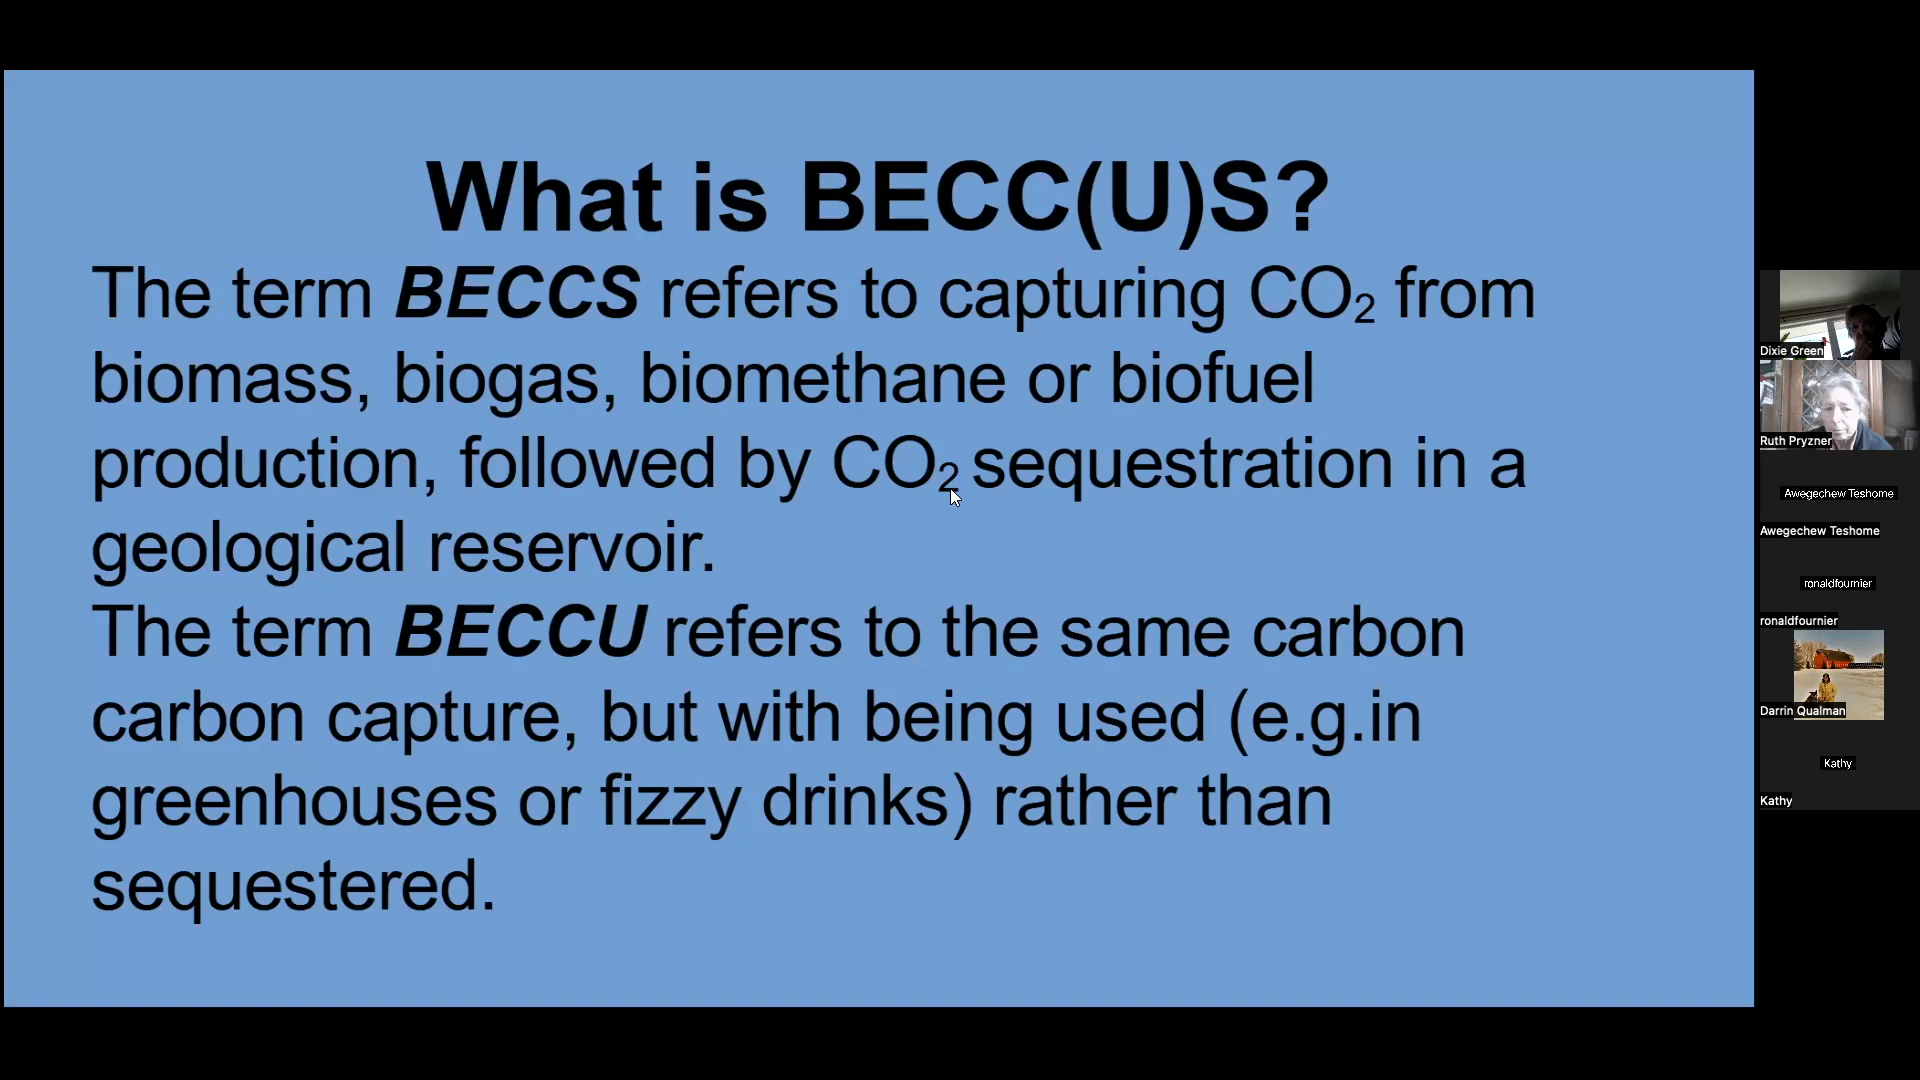 What is BECC(U)S?
The term BECCS refers to capturing CO₂ from
biomass, biogas, biomethane or biofuel
production, followed by CO₂ sequestration in a
geological reservoir.
The term BECCU refers to the same carbon
carbon capture, but with being used (e.g.in
greenhouses or fizzy drinks) rather than
sequestered.
Dixie Green
Ruth Pryzner
Awegechew Teshome
Awegechew Teshome
ronaldfournier
ronaldfournier
Darrin Qualman
Kathy
Kathy